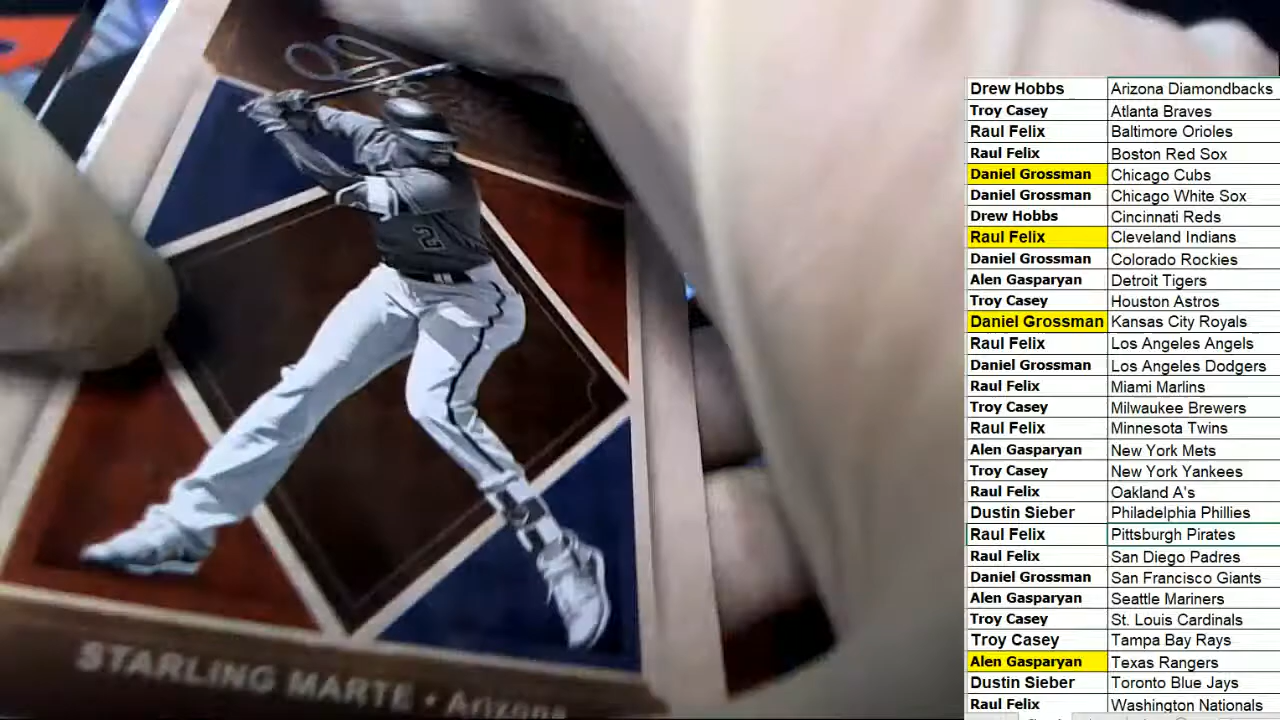 2
STARLING MARTE • Arizona
Drew Hobbs Arizona Diamondbacks
Troy Casey Atlanta Braves
Raul Felix Baltimore Orioles
Raul Felix Boston Red Sox
Daniel Grossman Chicago Cubs
Daniel Grossman Chicago White Sox
Drew Hobbs Cincinnati Reds
Raul Felix Cleveland Indians
Daniel Grossman Colorado Rockies
Alen Gasparyan Detroit Tigers
Troy Casey Houston Astros
Daniel Grossman Kansas City Royals
Raul Felix Los Angeles Angels
Daniel Grossman Los Angeles Dodgers
Raul Felix Miami Marlins
Troy Casey Milwaukee Brewers
Raul Felix Minnesota Twins
Alen Gasparyan New York Mets
Troy Casey New York Yankees
Raul Felix Oakland A's
Dustin Sieber Philadelphia Phillies
Raul Felix Pittsburgh Pirates
Raul Felix San Diego Padres
Daniel Grossman San Francisco Giants
Alen Gasparyan Seattle Mariners
Troy Casey St. Louis Cardinals
Troy Casey Tampa Bay Rays
Alen Gasparyan Texas Rangers
Dustin Sieber Toronto Blue Jays
Raul Felix Washington Nationals